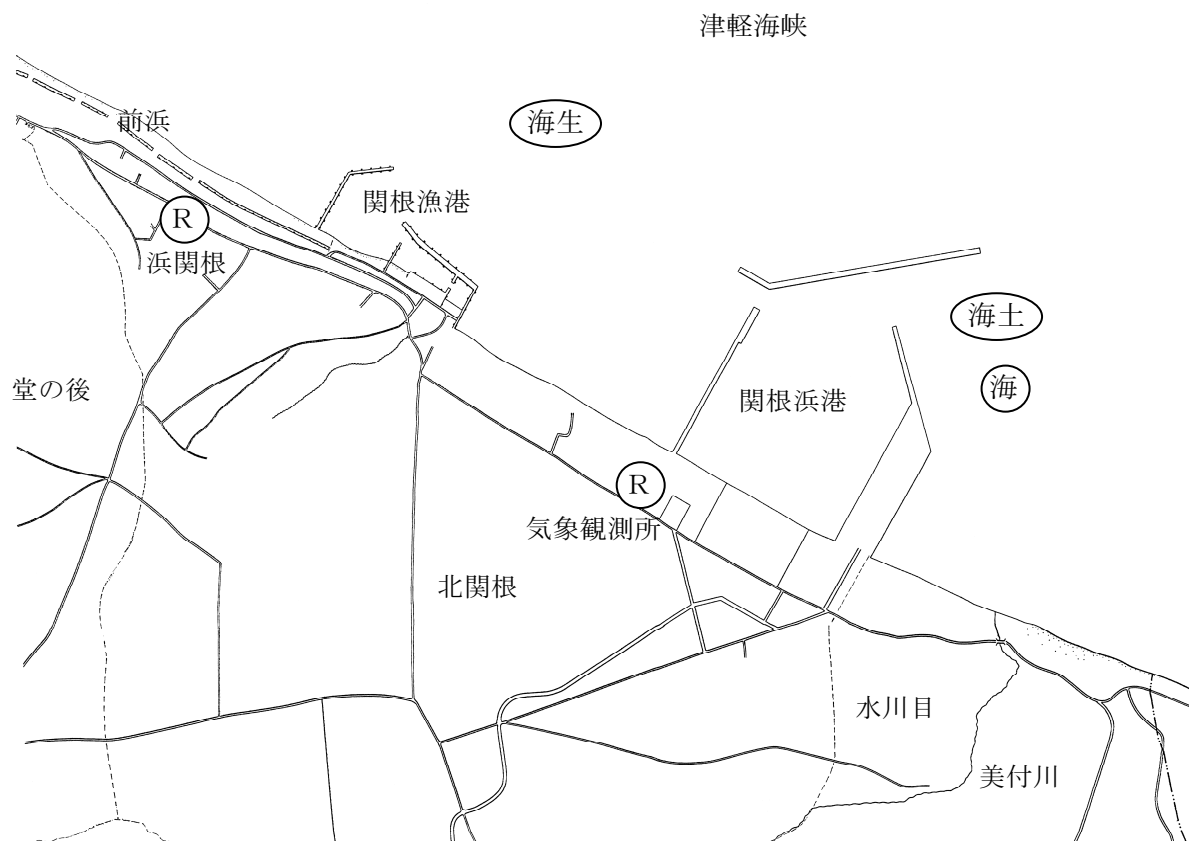 津軽海峡
前浜
海生
関根漁港
R
浜関根
海土
海
堂の後
関根浜港
R
気象観測所
北関根
水川目
美付川